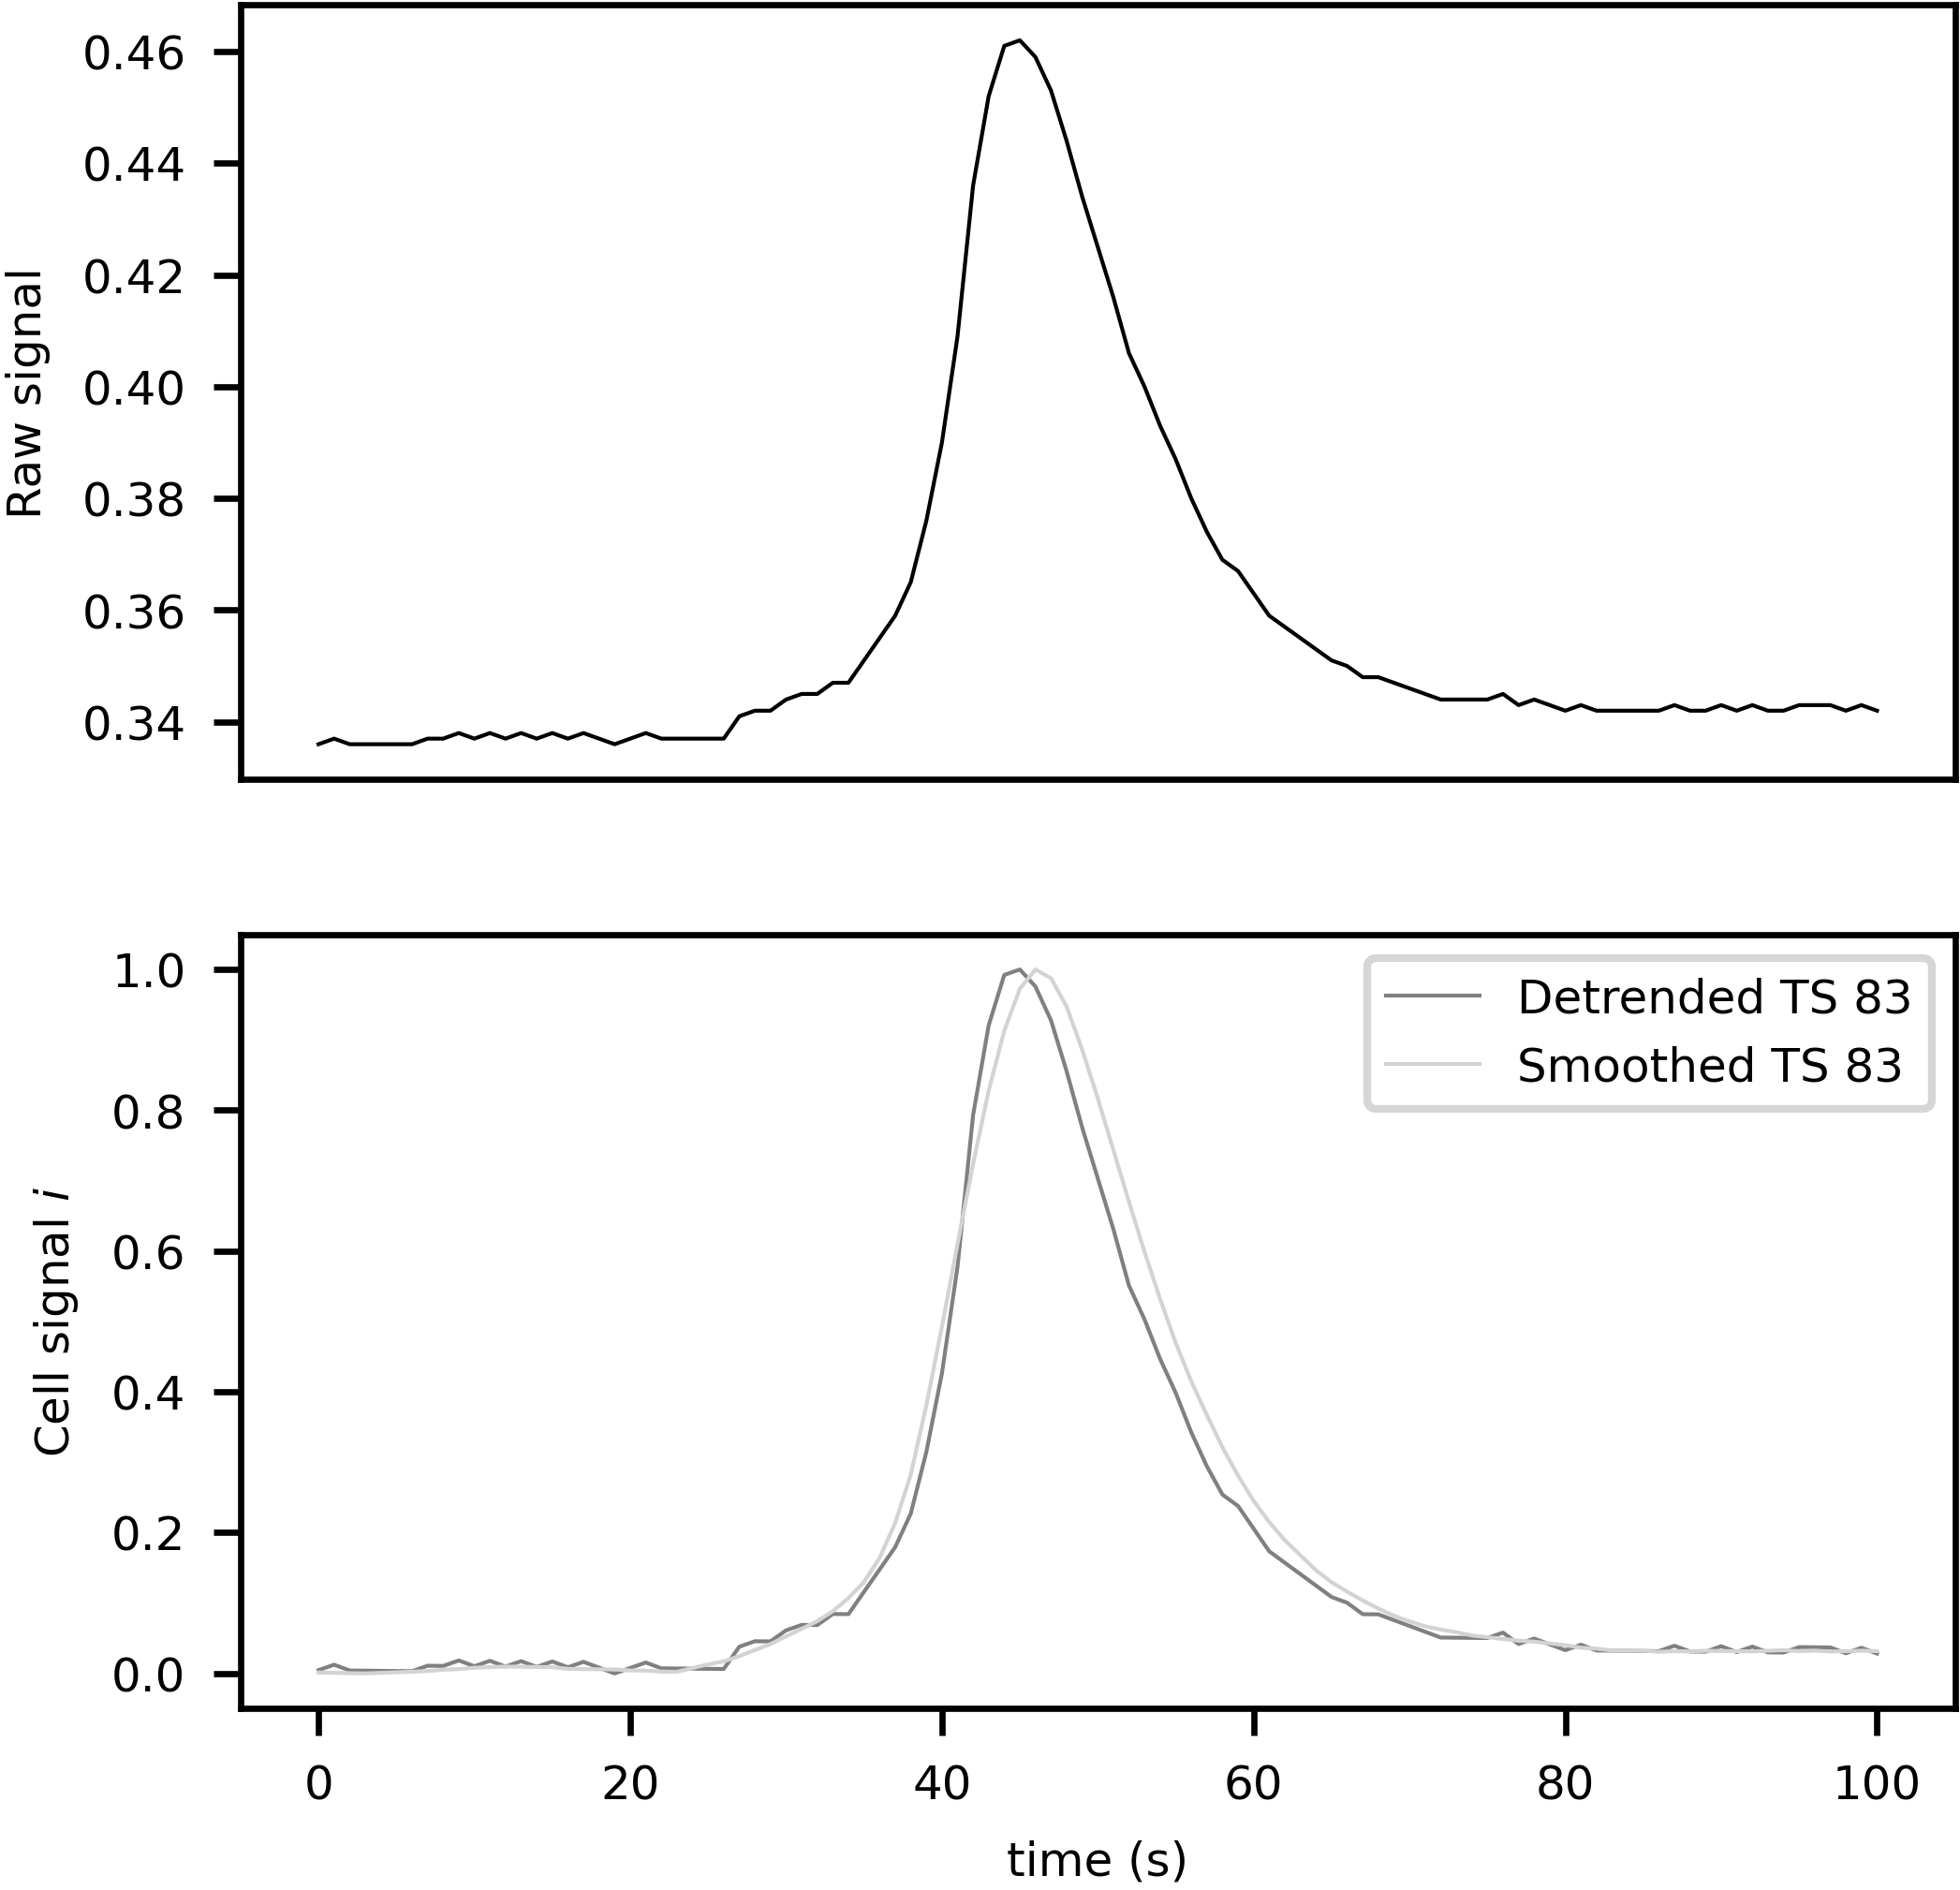 Raw signal
0.46
0.44
0.42
0.40
0.38
0.36
0.34
Cell signal i
1.0
0.8
0.6
0.4
0.2
0.0
Detrended TS 83
Smoothed TS 83
0 20 40 60 80 100
time (s)